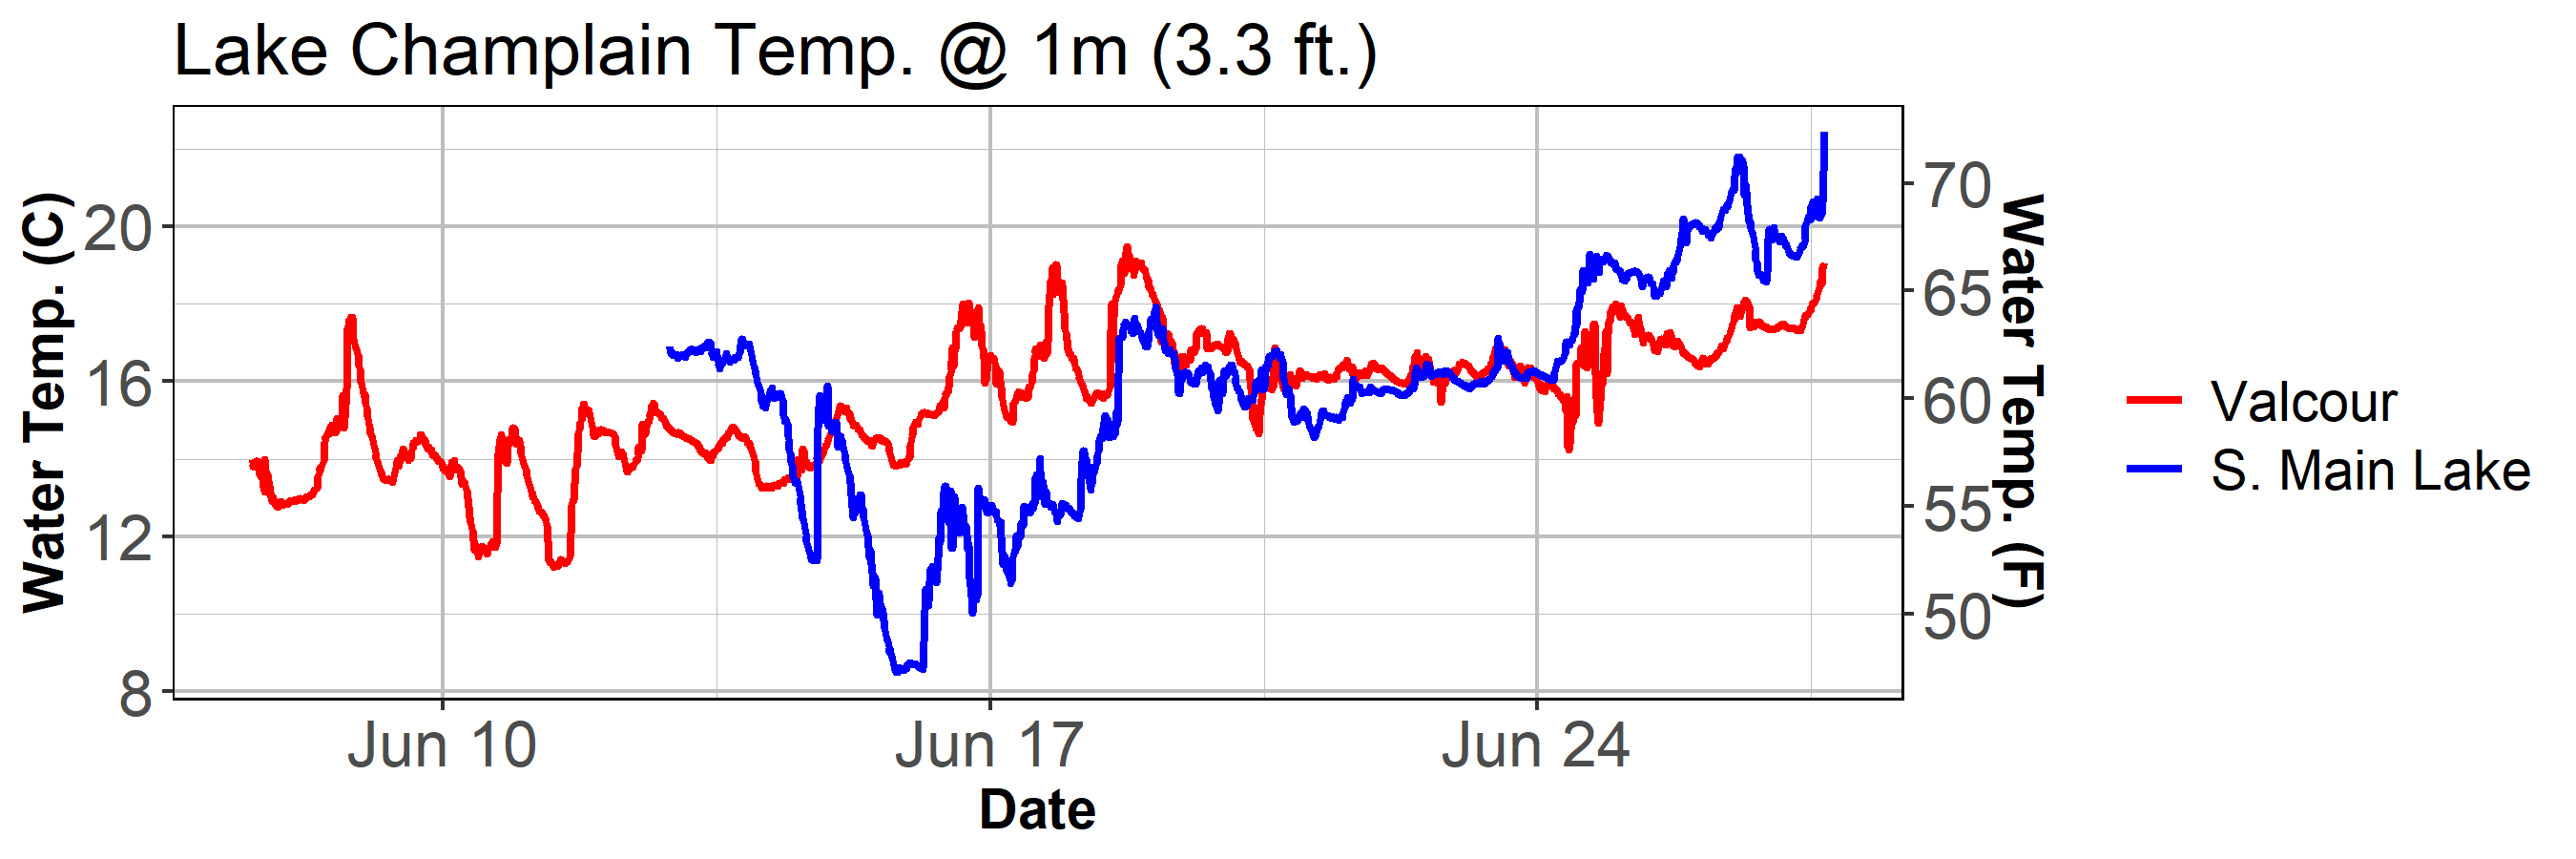 Lake Champlain Temp. @ 1m (3.3 ft.)
Water Temp. (C)
20
16
12
8
70
65
60
55
50
Water Temp. (F)
Jun 10
Jun 17
Jun 24
Date
Valcour
S. Main Lake